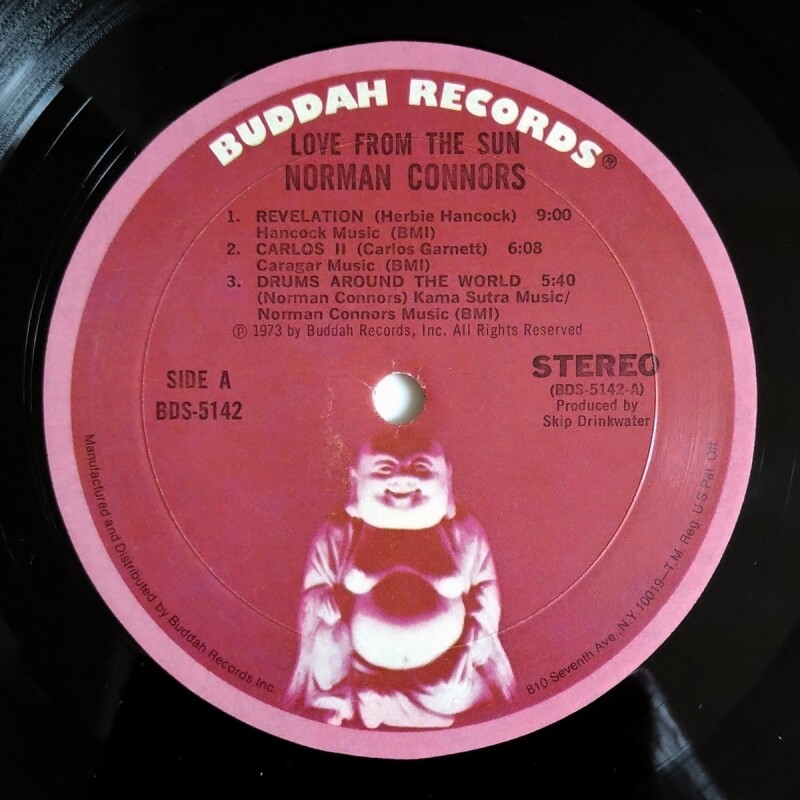 BUDDAH RECORDS®
LOVE FROM THE SUN
NORMAN CONNORS
1. REVELATION (Herbie Hancock) 9:00
Hancock Music (BMI)
2. CARLOS II (Carlos Garnett) 6:08
Caragar Music (BMI)
3. DRUMS AROUND THE WORLD 5:40
(Norman Connors) Kama Sutra Music/
Norman Connors Music (BMI)
℗ 1973 by Buddah Records, Inc. All Rights Reserved
SIDE A
BDS-5142
STEREO
(BDS-5142-A)
Produced by
Skip Drinkwater
Manufactured and Distributed by Buddah Records Inc.
810 Seventh Ave., N.Y. 10019—T.M. Reg. U.S. Pat. Off.